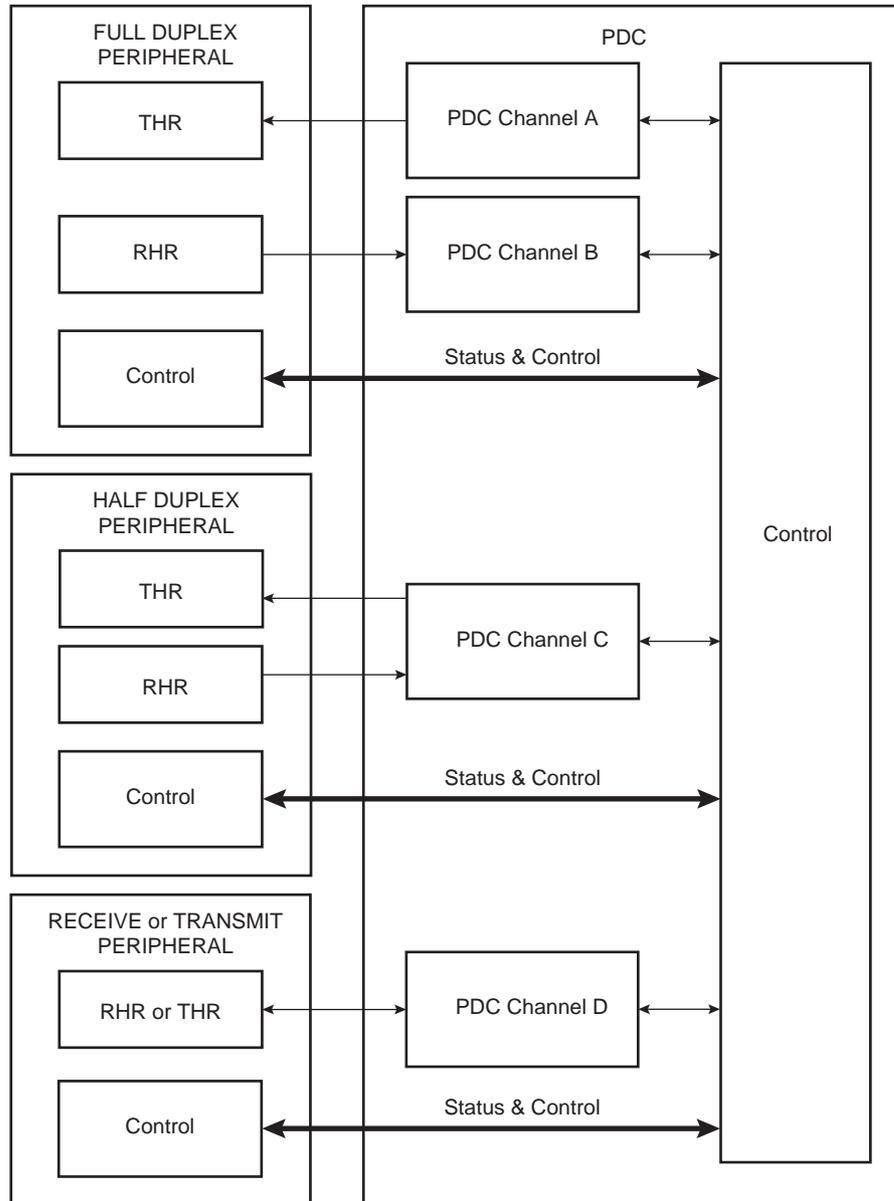 FULL DUPLEX
PERIPHERAL
THR
RHR
Control
PDC
PDC Channel A
PDC Channel B
Status & Control
HALF DUPLEX
PERIPHERAL
THR
RHR
Control
PDC Channel C
Status & Control
Control
RECEIVE or TRANSMIT
PERIPHERAL
RHR or THR
Control
PDC Channel D
Status & Control